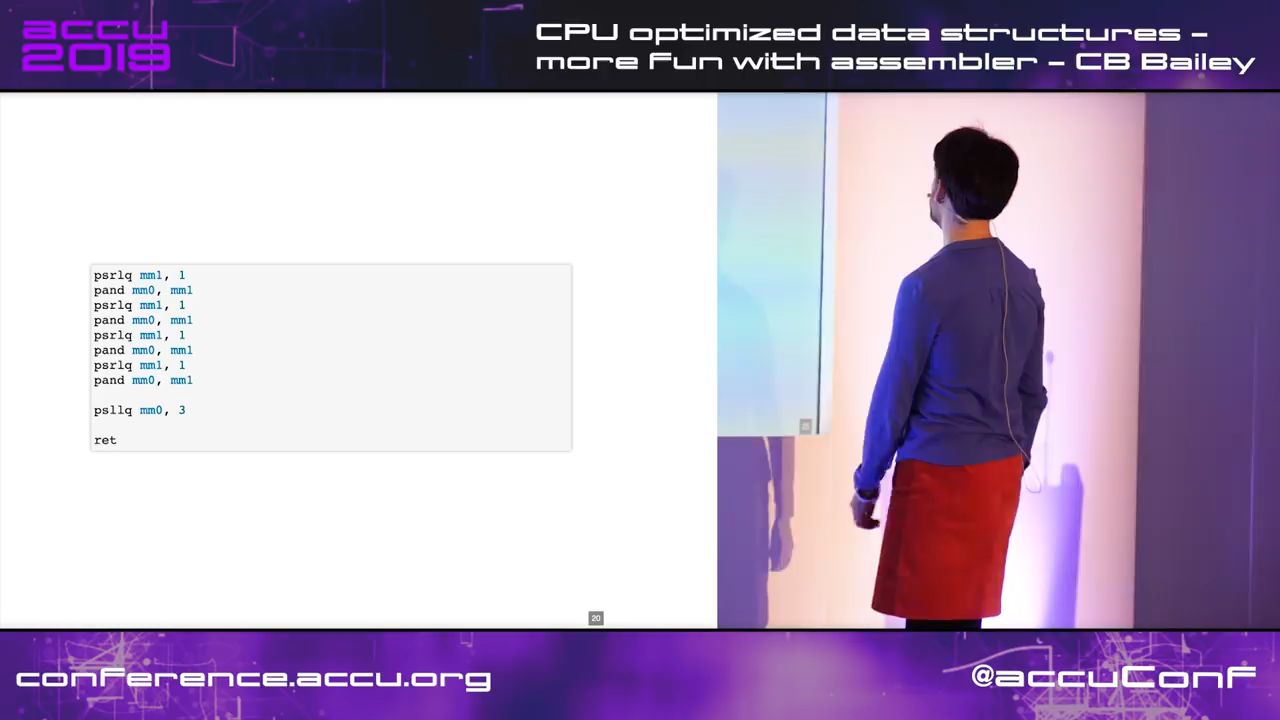 accu
2019
CPU optimized data structures –
more fun with assembler – CB Bailey
psrlq mm1, 1
pand mm0, mm1
psrlq mm1, 1
pand mm0, mm1
psrlq mm1, 1
pand mm0, mm1
psrlq mm1, 1
pand mm0, mm1
psllq mm0, 3
ret
20
conference.accu.org
@accuConf